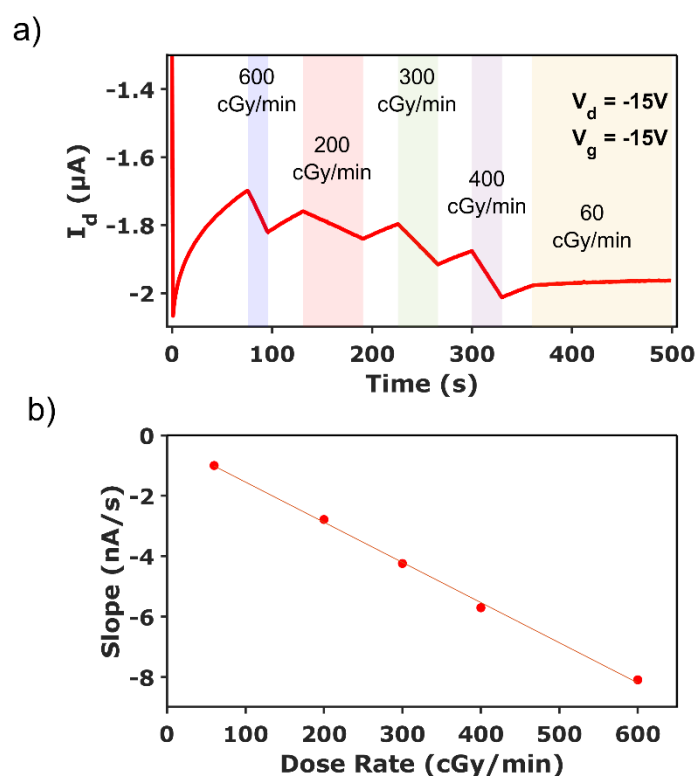 a)
600
cGy/min
300
cGy/min
V_d = -15V
V_g = -15V
200
cGy/min
400
cGy/min
60
cGy/min
-1.4
-1.6
-1.8
-2
I_d (µA)
0 100 200 300 400 500
Time (s)
b)
0
-2
-4
-6
-8
Slope (nA/s)
0 100 200 300 400 500 600
Dose Rate (cGy/min)